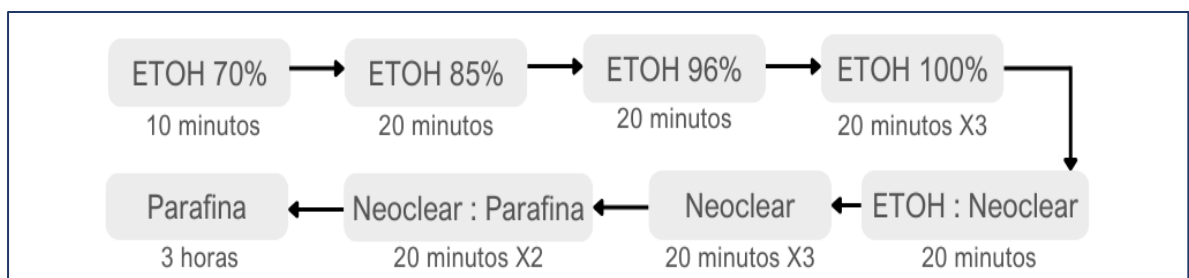 ETOH 70%
10 minutos
ETOH 85%
20 minutos
ETOH 96%
20 minutos
ETOH 100%
20 minutos X3
ETOH : Neoclear
20 minutos
Neoclear
20 minutos X3
Neoclear : Parafina
20 minutos X2
Parafina
3 horas